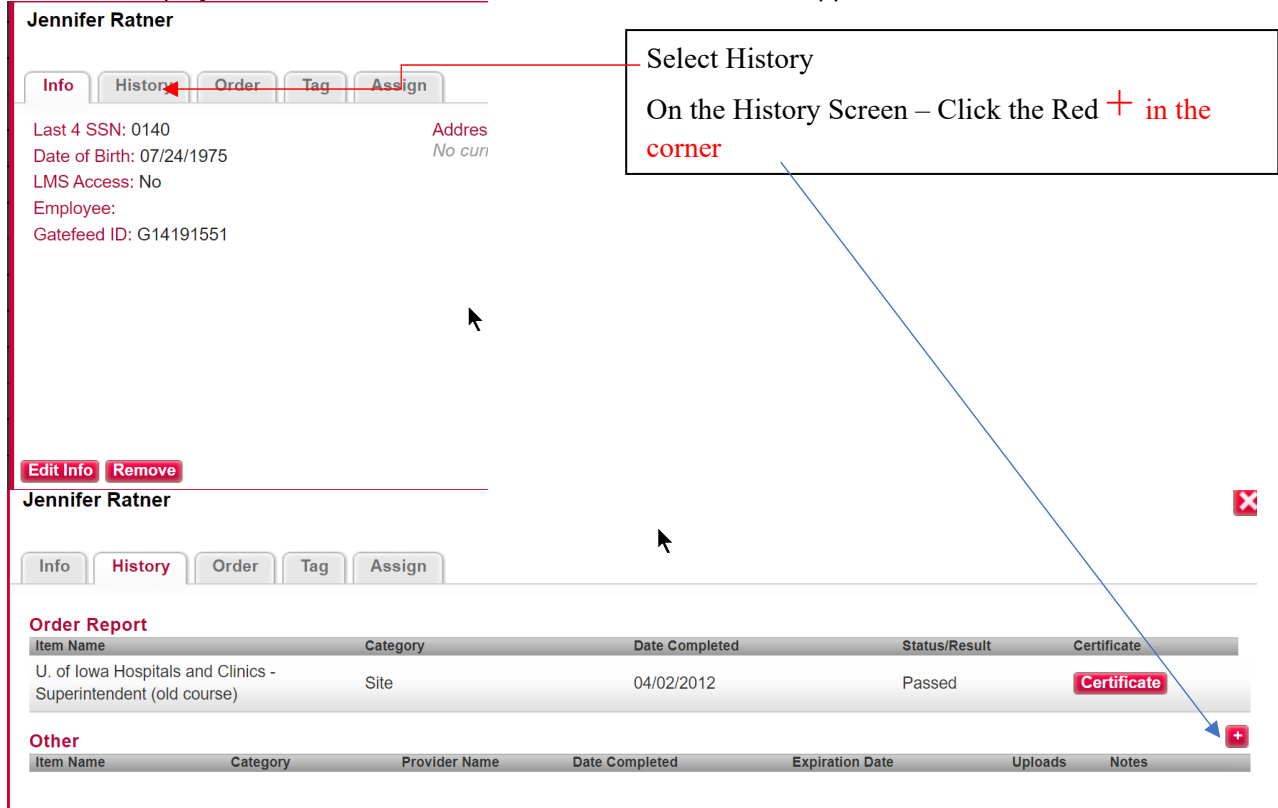 Jennifer Ratner
Select History
On the History Screen – Click the Red + in the
corner
Info History Order Tag Assign
Last 4 SSN: 0140
Date of Birth: 07/24/1975
LMS Access: No
Employee:
Gatefeed ID: G14191551
Addres
No curr
Edit Info Remove
Jennifer Ratner
Info History Order Tag Assign
Order Report
Item Name Category Date Completed Status/Result Certificate
U. of Iowa Hospitals and Clinics -
Superintendent (old course)
Site 04/02/2012 Passed Certificate
Other
+
Item Name Category Provider Name Date Completed Expiration Date Uploads Notes